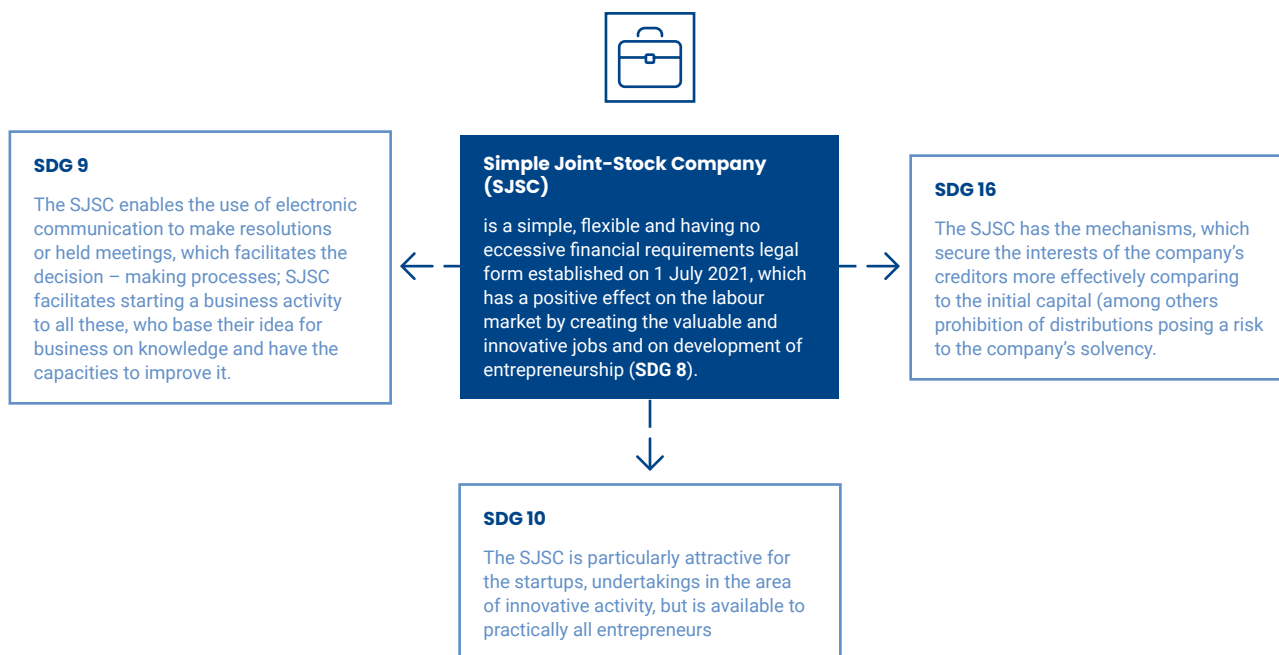 SDG 9
The SJSC enables the use of electronic
communication to make resolutions
or held meetings, which facilitates the
decision – making processes; SJSC
facilitates starting a business activity
to all these, who base their idea for
business on knowledge and have the
capacities to improve it.
Simple Joint-Stock Company
(SJSC)
is a simple, flexible and having no
eccessive financial requirements legal
form established on 1 July 2021, which
has a positive effect on the labour
market by creating the valuable and
innovative jobs and on development of
entrepreneurship (SDG 8).
SDG 16
The SJSC has the mechanisms, which
secure the interests of the company’s
creditors more effectively comparing
to the initial capital (among others
prohibition of distributions posing a risk
to the company’s solvency.
SDG 10
The SJSC is particularly attractive for
the startups, undertakings in the area
of innovative activity, but is available to
practically all entrepreneurs